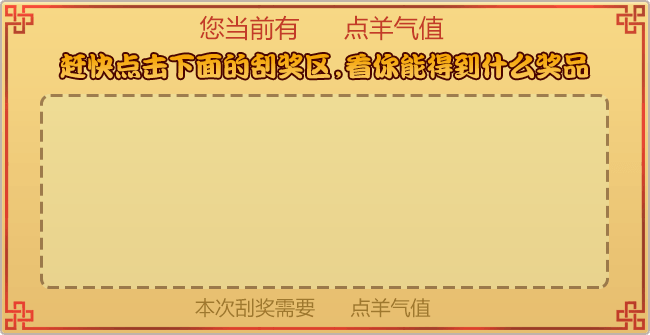 您当前有 点羊气值
赶快点击下面的刮奖区,看你能得到什么奖品
本次刮奖需要 点羊气值